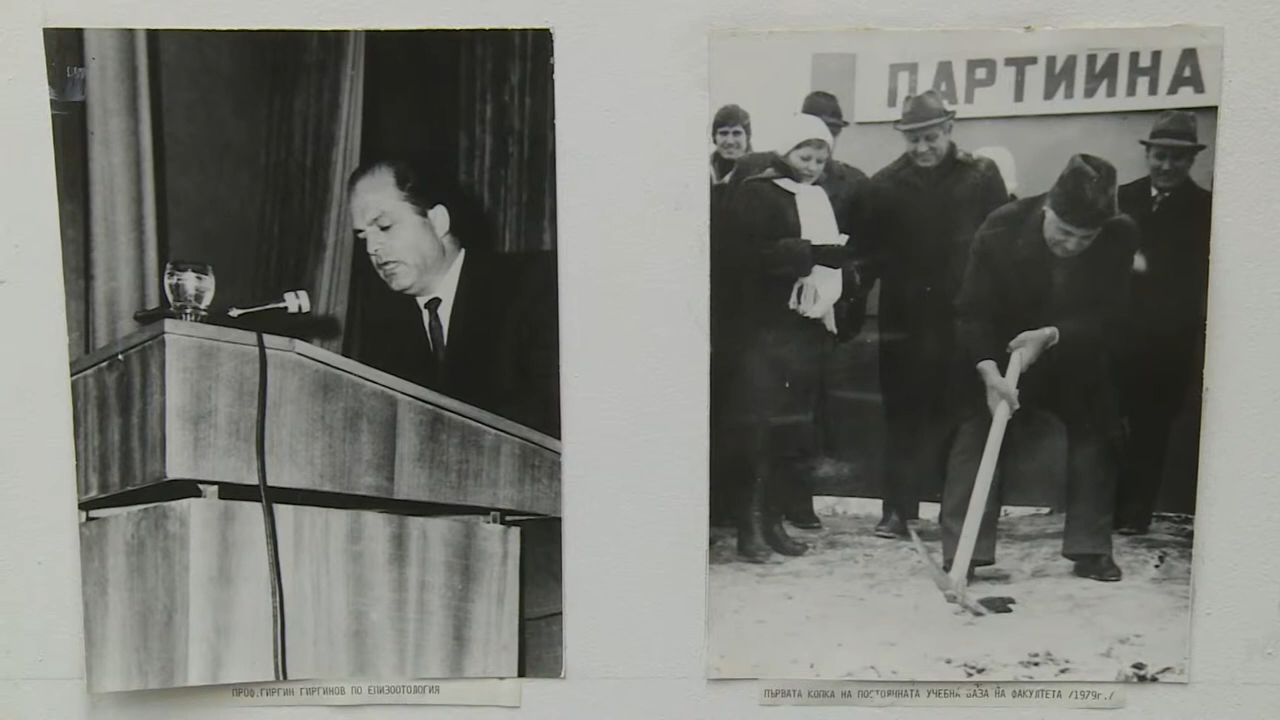 ПАРТИЙНА
ПРОФ.ГИРГИН ГИРГИНОВ ПО ЕПИЗООТОЛОГИЯ
ПЪРВАТА КОПКА НА ПОСТОЯННАТА УЧЕБНА БАЗА НА ФАКУЛТЕТА /1979г./